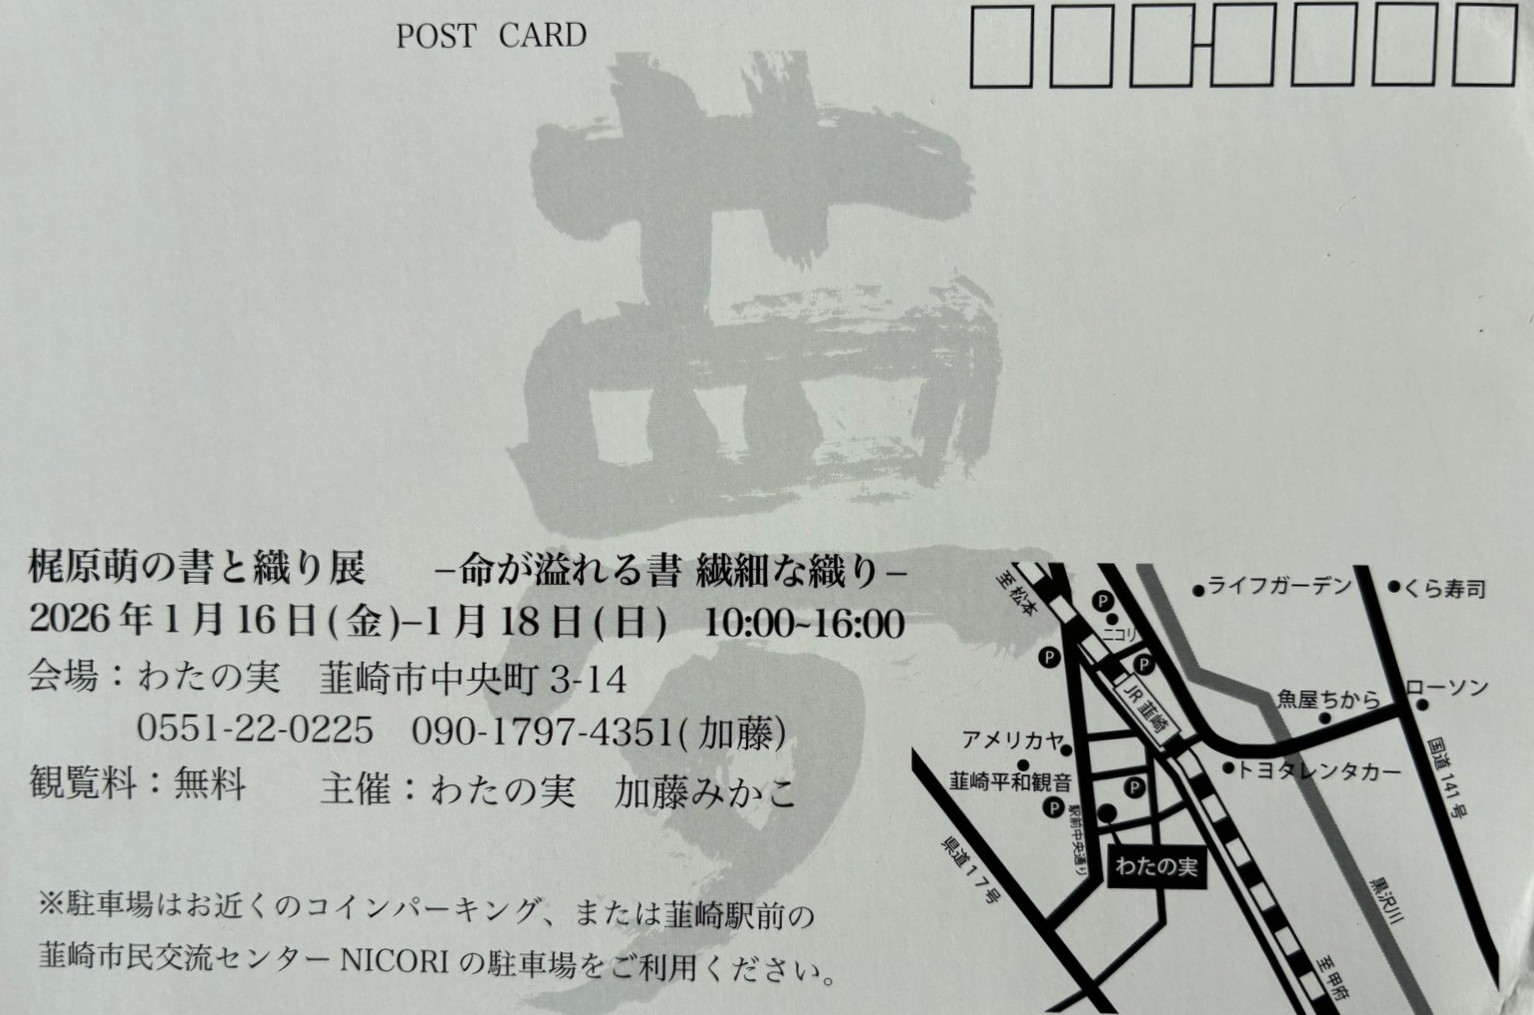 POST CARD
夢
梶原萌の書と織り展 –命が溢れる書 繊細な織り–
2026年1月16日(金)–1月18日(日) 10:00~16:00
会場：わたの実 韮崎市中央町 3-14
0551-22-0225 090-1797-4351(加藤)
観覧料：無料 主催：わたの実 加藤みかこ
※駐車場はお近くのコインパーキング、または韮崎駅前の
韮崎市民交流センター NICORI の駐車場をご利用ください。
至松本
P
ニコリ
P
P
JR 韮崎
ライフガーデン
くら寿司
魚屋ちから
ローソン
アメリカヤ
韮崎平和観音
P
P
駅前中央通り
トヨタレンタカー
国道141号
県道17号
わたの実
黒沢川
至甲府